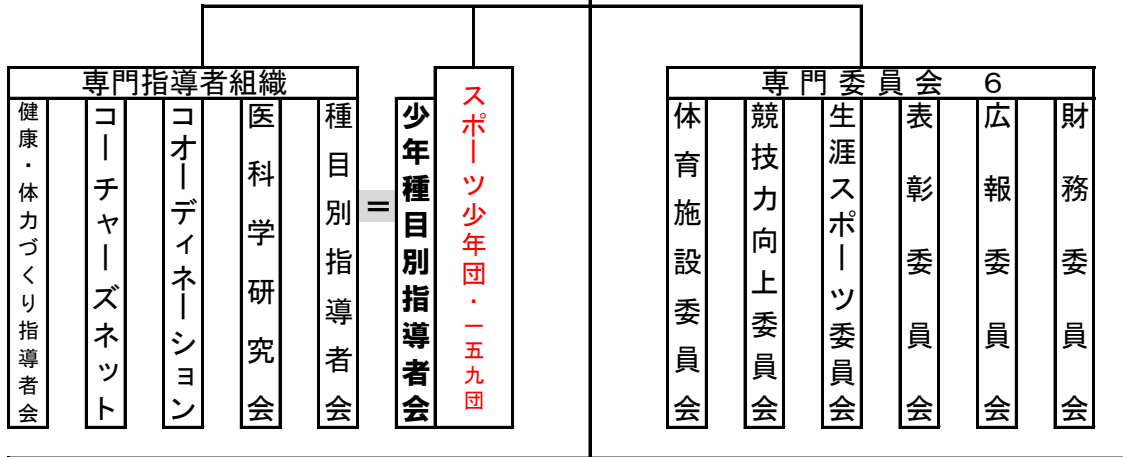 専門指導者組織
健康・体力づくり指導者会
コーチャーズネット
コオーディネーション
医科学研究会
種目別指導者会
＝
少年種目別指導者会
スポーツ少年団・一五九団
専門委員会　６
体育施設委員会
競技力向上委員会
生涯スポーツ委員会
表彰委員会
広報委員会
財務委員会